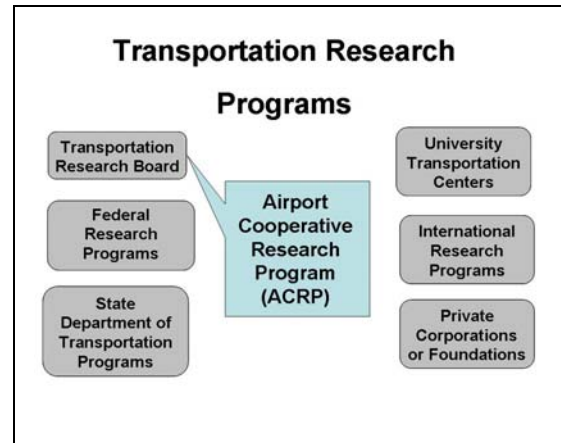 Transportation Research
Programs
Transportation
Research Board
Federal
Research
Programs
State
Department of
Transportation
Programs
Airport
Cooperative
Research
Program
(ACRP)
University
Transportation
Centers
International
Research
Programs
Private
Corporations
or Foundations